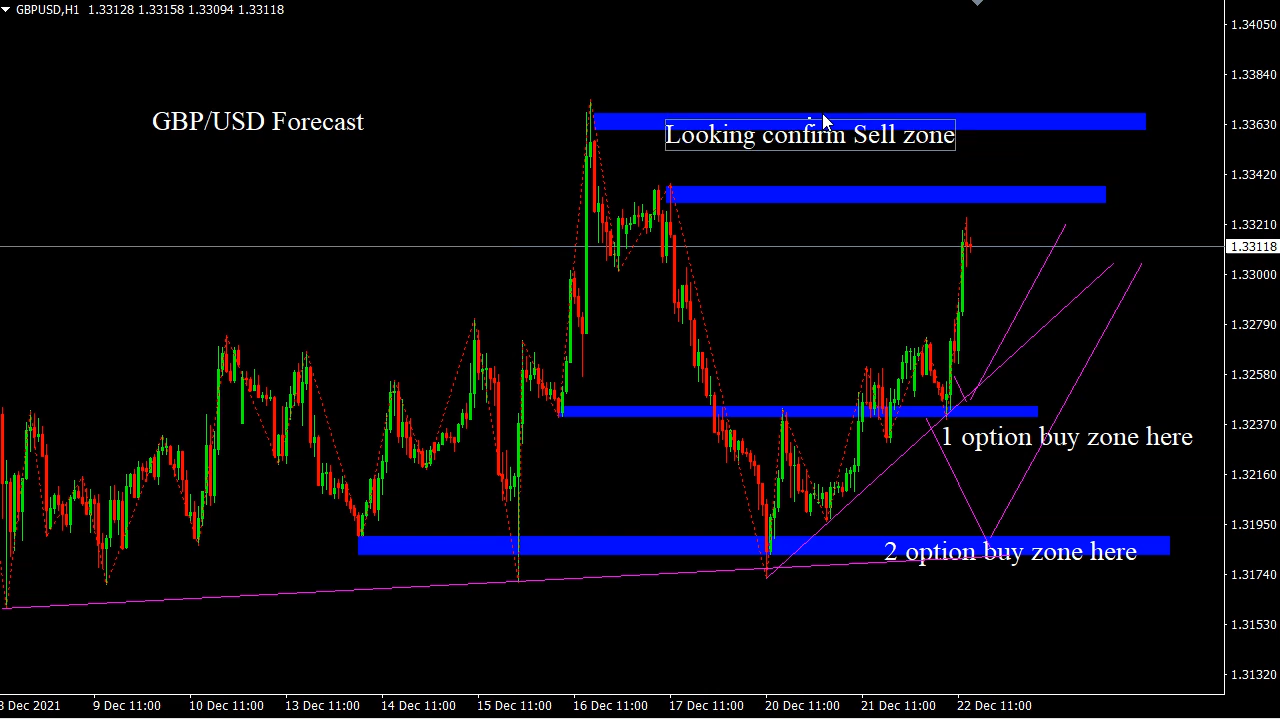 GBPUSD,H1 1.33128 1.33158 1.33094 1.33118
1.34050
1.33840
GBP/USD Forecast
Looking confirm Sell zone
1.33630
1.33420
1.33210
1.33118
1.33000
1.32790
1.32580
1.32370
1 option buy zone here
1.32160
1.31950
2 option buy zone here
1.31740
1.31530
1.31320
8 Dec 2021 9 Dec 11:00 10 Dec 11:00 13 Dec 11:00 14 Dec 11:00 15 Dec 11:00 16 Dec 11:00 17 Dec 11:00 20 Dec 11:00 21 Dec 11:00 22 Dec 11:00